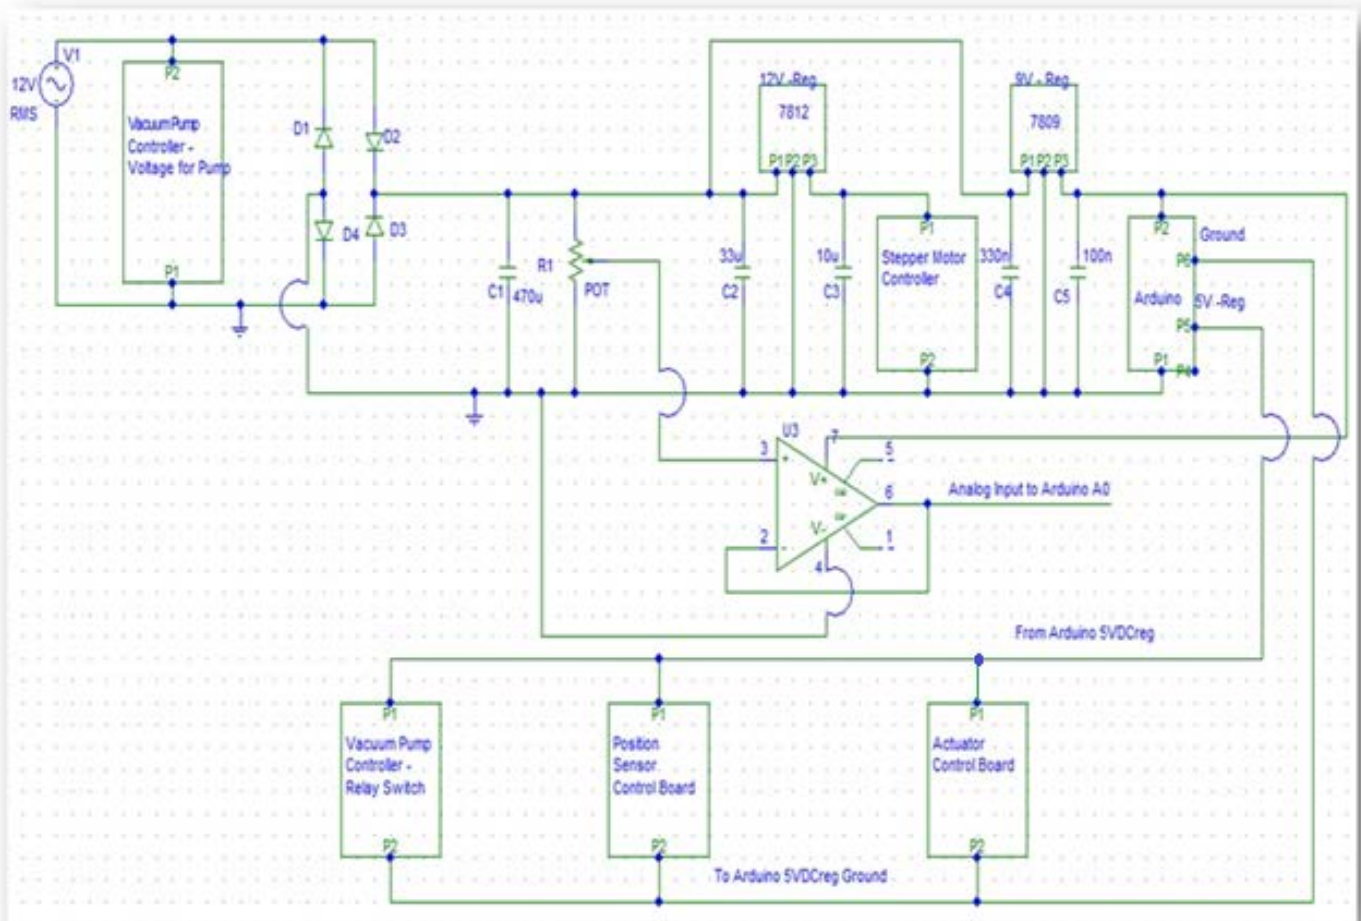 V1
12V
RMS
P2
Vacuum Pump
Controller -
Voltage for Pump
P1
D1
D2
D4
D3
C1
470u
R1
POT
12V -Reg
7812
P1 P2 P3
33u
C2
10u
C3
P1
Stepper Motor
Controller
P2
9V - Reg
7809
P1 P2 P3
330n
C4
100n
C5
P2
Ground
P6
Arduino
5V -Reg
P5
P1
P4
U3
3
+
7
V+
5
6
2
-
V-
4
1
Analog Input to Arduino A0
From Arduino 5VDCreg
P1
Vacuum Pump
Controller -
Relay Switch
P2
P1
Position
Sensor
Control Board
P2
P1
Actuator
Control Board
P2
To Arduino 5VDCreg Ground